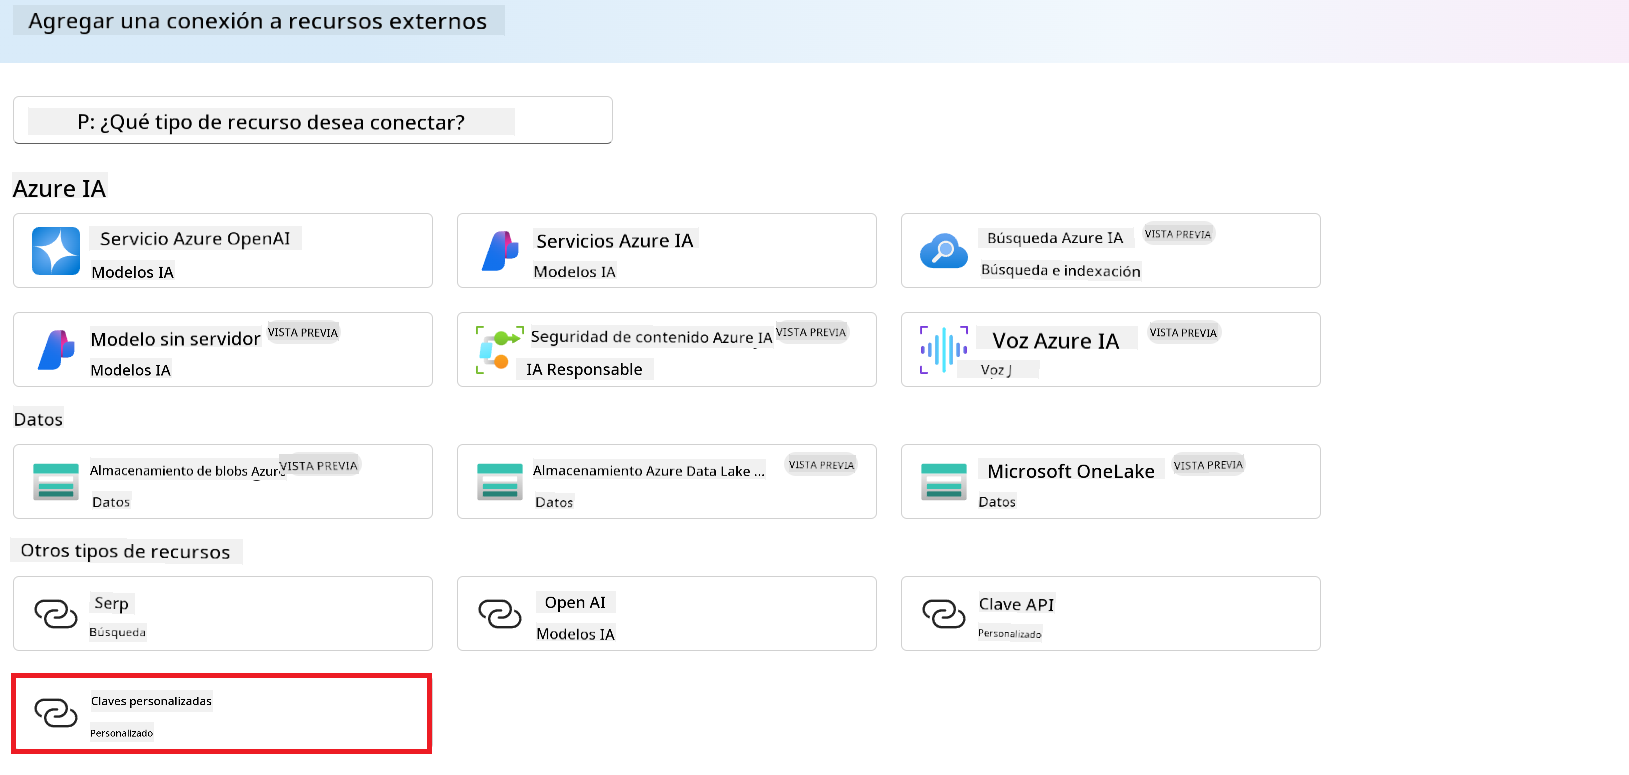 Agregar una conexión a recursos externos
P: ¿Qué tipo de recurso desea conectar?
Azure IA
Servicio Azure OpenAI
Modelos IA
Servicios Azure IA
Modelos IA
Búsqueda Azure IA VISTA PREVIA
Búsqueda e indexación
Modelo sin servidor VISTA PREVIA
Modelos IA
Seguridad de contenido Azure IA VISTA PREVIA
IA Responsable
Voz Azure IA VISTA PREVIA
Voz
Datos
Almacenamiento de blobs Azure VISTA PREVIA
Datos
Almacenamiento Azure Data Lake ... VISTA PREVIA
Datos
Microsoft OneLake VISTA PREVIA
Datos
Otros tipos de recursos
Serp
Búsqueda
Open AI
Modelos IA
Clave API
Personalizado
Claves personalizadas
Personalizado